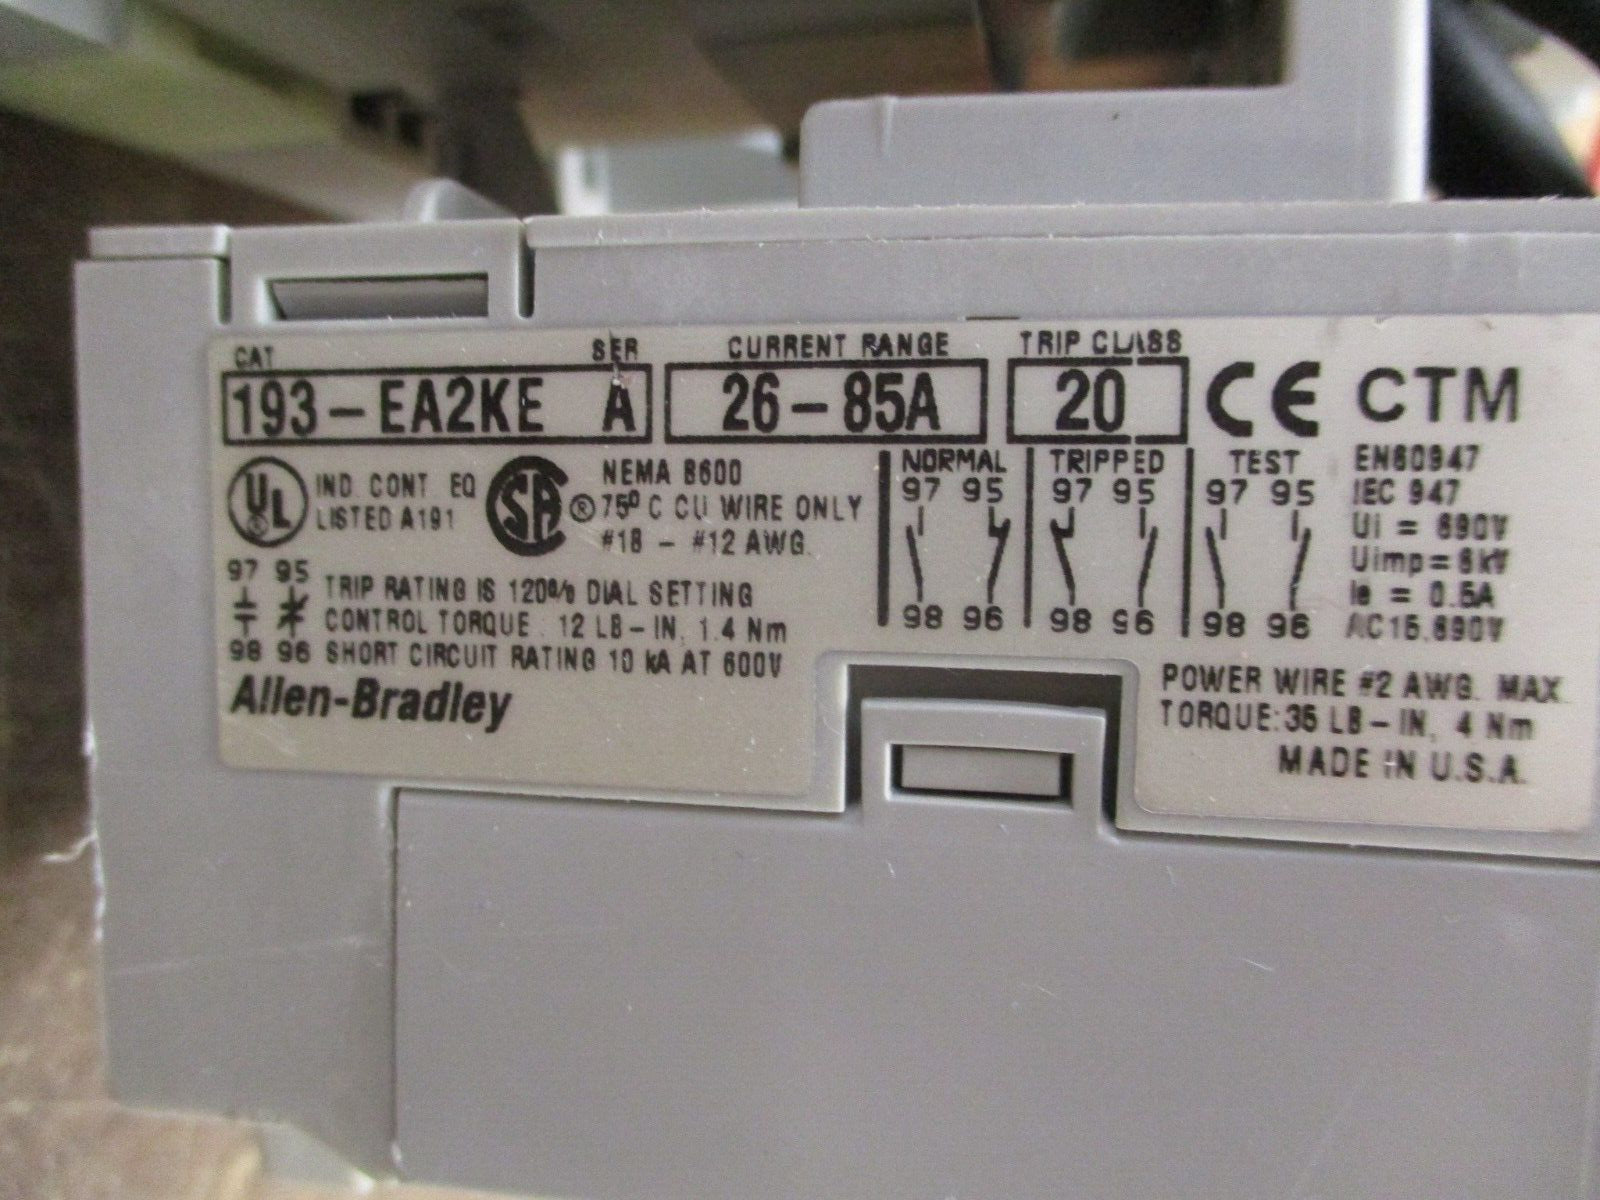 CAT SER CURRENT RANGE TRIP CLASS
193-EA2KE A 26-85A 20 CE CTM
UL IND. CONT. EQ
LISTED A191
SA ® NEMA B600
75° C CU WIRE ONLY
#18 - #12 AWG.
NORMAL TRIPPED TEST
97 95 97 95 97 95
98 96 98 96 98 96
EN60947
IEC 947
Ui = 690V
Uimp = 6kV
Ie = 0.5A
AC15.690V
97 95
98 96
TRIP RATING IS 120% DIAL SETTING
CONTROL TORQUE : 12 LB-IN, 1.4 Nm
SHORT CIRCUIT RATING 10 kA AT 600V
Allen-Bradley
POWER WIRE #2 AWG. MAX.
TORQUE: 35 LB-IN, 4 Nm
MADE IN U.S.A.